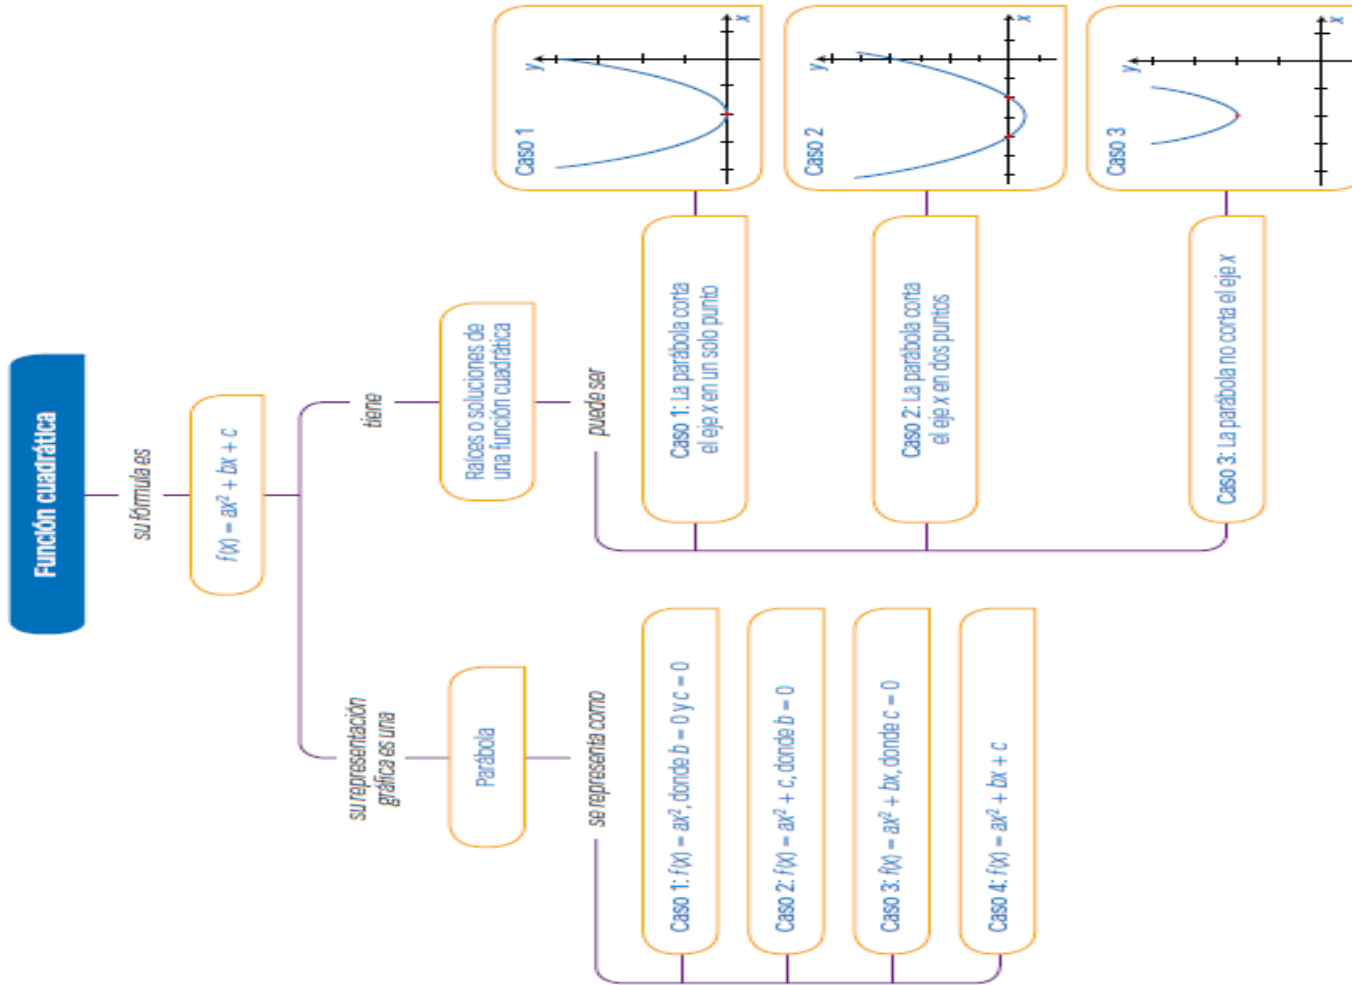 Función cuadrática
su fórmula es
f(x) = ax² + bx + c
su representación
gráfica es una
Parábola
se representa como
Caso 1: f(x) = ax², donde b = 0 y c = 0
Caso 2: f(x) = ax² + c, donde b = 0
Caso 3: f(x) = ax² + bx, donde c = 0
Caso 4: f(x) = ax² + bx + c
tiene
Raíces o soluciones de
una función cuadrática
puede ser
Caso 1: La parábola corta
el eje x en un solo punto
Caso 1
y
x
Caso 2: La parábola corta
el eje x en dos puntos
Caso 2
y
x
Caso 3: La parábola no corta el eje x
Caso 3
y
x